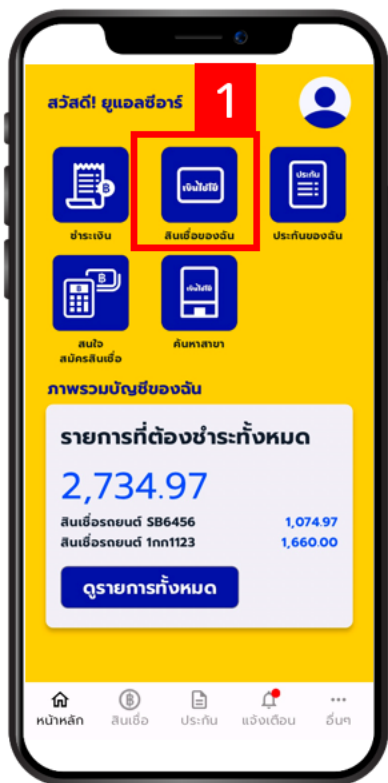 สวัสดี! ยูแอลซีอาร์
1
เงินไชโย
ประกัน
ชำระเงิน
สินเชื่อของฉัน
ประกันของฉัน
เงินไชโย
สนใจ
สมัครสินเชื่อ
ค้นหาสาขา
ภาพรวมบัญชีของฉัน
รายการที่ต้องชำระทั้งหมด
2,734.97
สินเชื่อรถยนต์ SB6456 1,074.97
สินเชื่อรถยนต์ 1กก1123 1,660.00
ดูรายการทั้งหมด
หน้าหลัก สินเชื่อ ประกัน แจ้งเตือน อื่นๆ